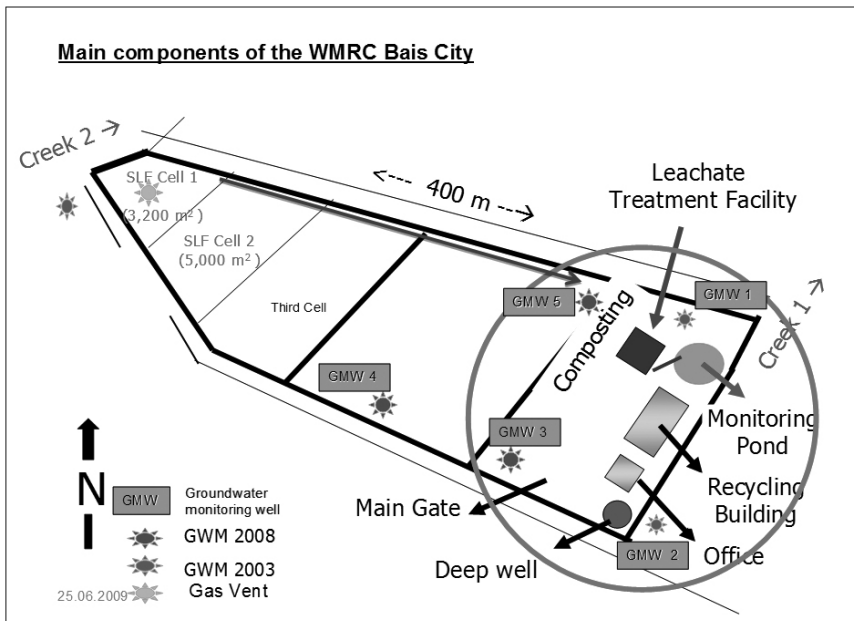 Main components of the WMRC Bais City
Creek 2 →
SLF Cell 1
(3,200 m²)
SLF Cell 2
(5,000 m²)
Third Cell
<--- 400 m --->
Leachate
Treatment Facility
GMW 1
GMW 5
Composting
Creek 1 →
GMW 4
GMW 3
Monitoring
Pond
Recycling
Building
Main Gate
Deep well
GMW 2
Office
N
GMW
Groundwater
monitoring well
GWM 2008
GWM 2003
Gas Vent
25.06.2009